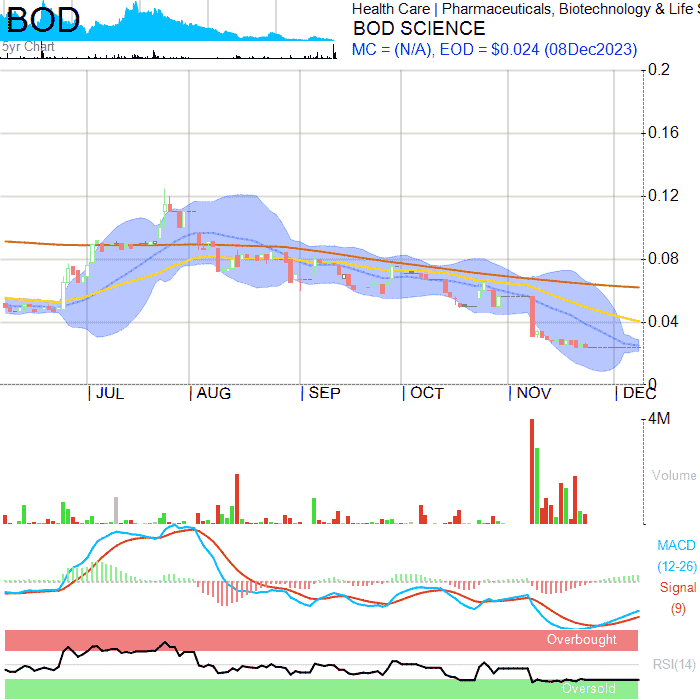 BOD
5yr Chart
Health Care | Pharmaceuticals, Biotechnology & Life S
BOD SCIENCE
MC = (N/A), EOD = $0.024 (08Dec2023)
0.2
0.16
0.12
0.08
0.04
0
JUL AUG SEP OCT NOV DEC
4M
Volume
MACD
(12-26)
Signal
(9)
Overbought
RSI(14)
Oversold